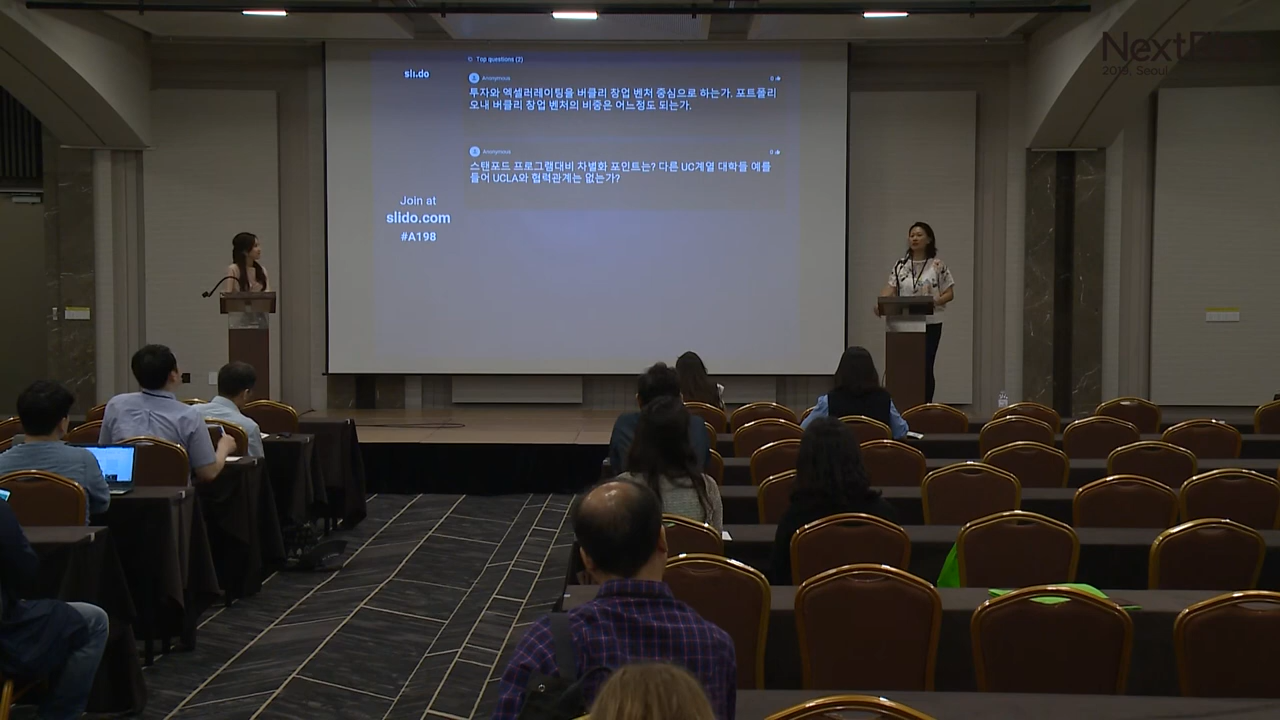 Top questions (2)
sli.do
Anonymous
0
투자와 엑셀러레이팅을 버클리 창업 벤처 중심으로 하는가. 포트폴리
오내 버클리 창업 벤처의 비중은 어느정도 되는가.
Anonymous
0
스탠포드 프로그램대비 차별화 포인트는? 다른 UC계열 대학들 예를
들어 UCLA와 협력관계는 없는가?
Join at
slido.com
#A198
2019. Seoul